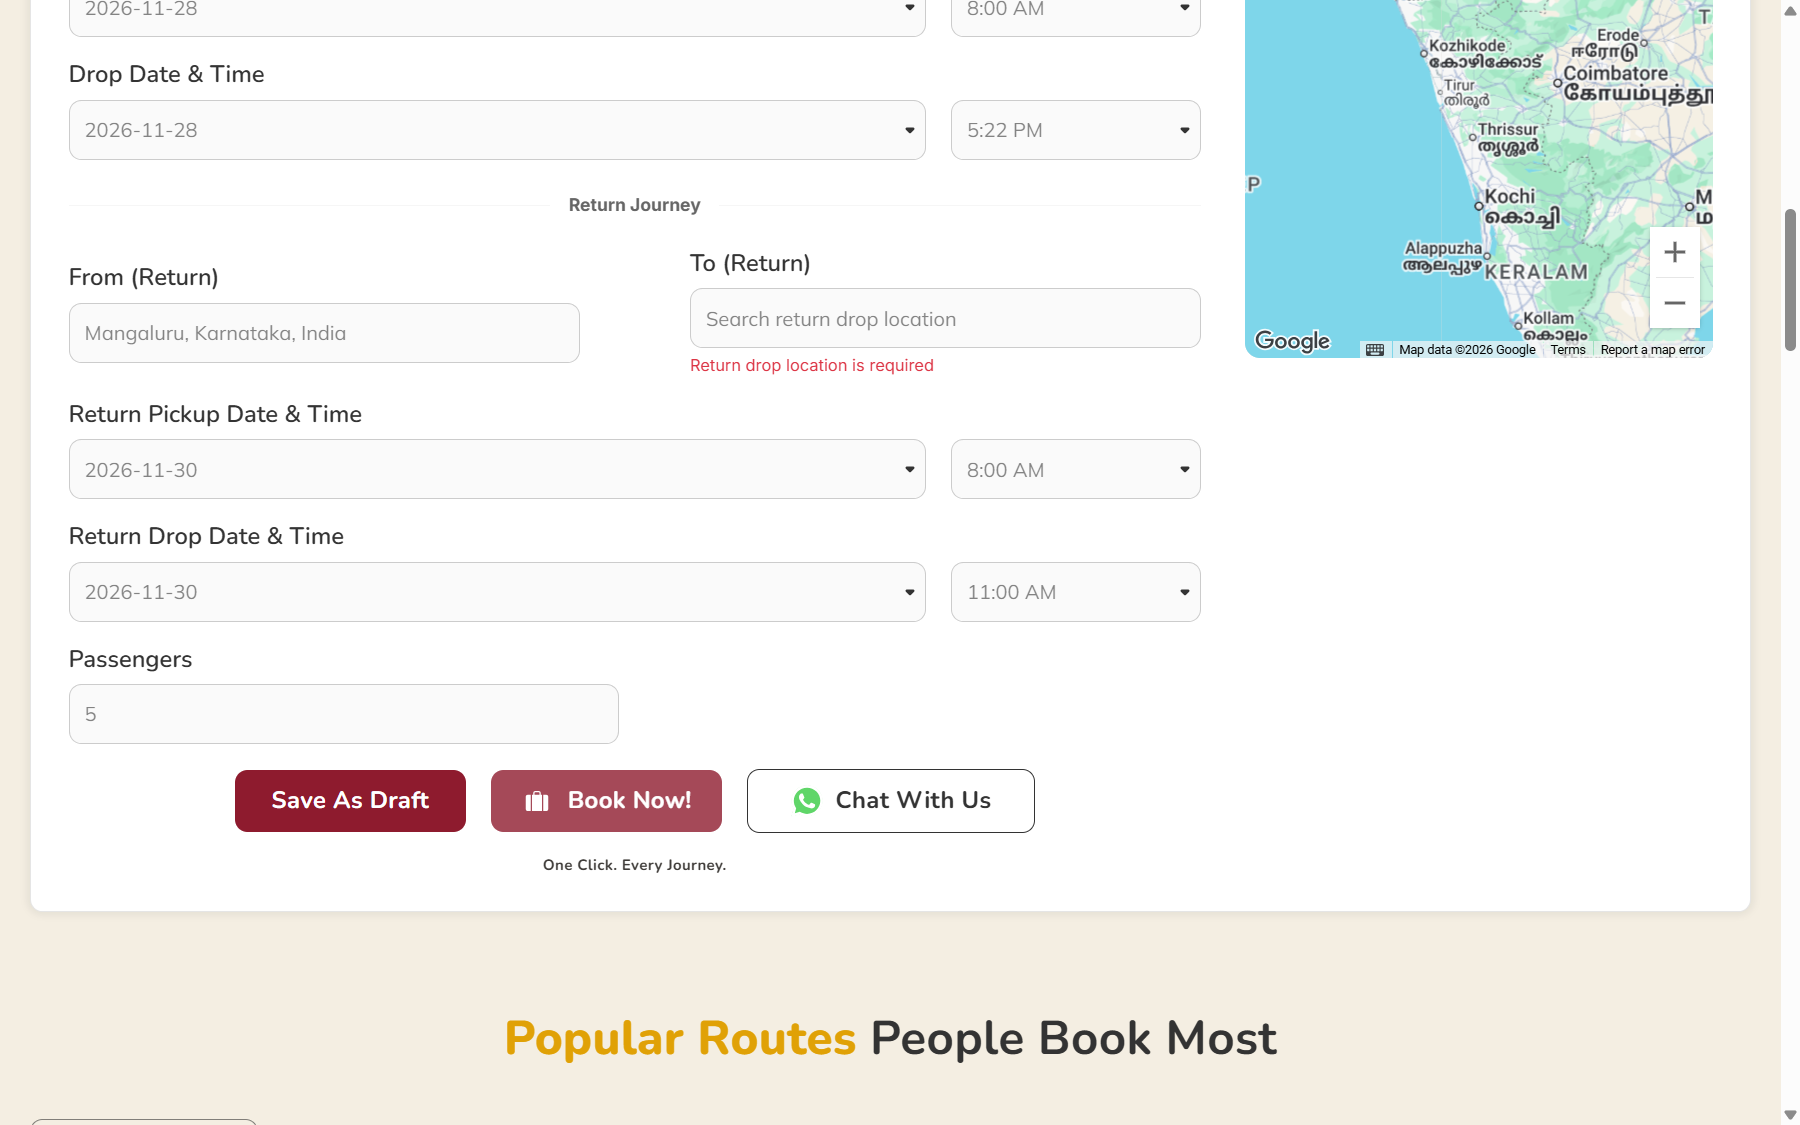 2026-11-28
8:00 AM
Drop Date & Time
2026-11-28
5:22 PM
Return Journey
From (Return)
Mangaluru, Karnataka, India
To (Return)
Search return drop location
Return drop location is required
Return Pickup Date & Time
2026-11-30
8:00 AM
Return Drop Date & Time
2026-11-30
11:00 AM
Passengers
5
Save As Draft
Book Now!
Chat With Us
One Click. Every Journey.
Kozhikode
കോഴിക്കോട്
Erode
ஈரோடு
Coimbatore
Tirur
തിരൂർ
Thrissur
തൃശ്ശൂർ
P
Kochi
കൊച്ചി
Alappuzha
ആലപ്പുഴ
KERALAM
Kollam
കൊല്ലം
Google
Map data ©2026 Google
Terms
Report a map error
Popular Routes People Book Most